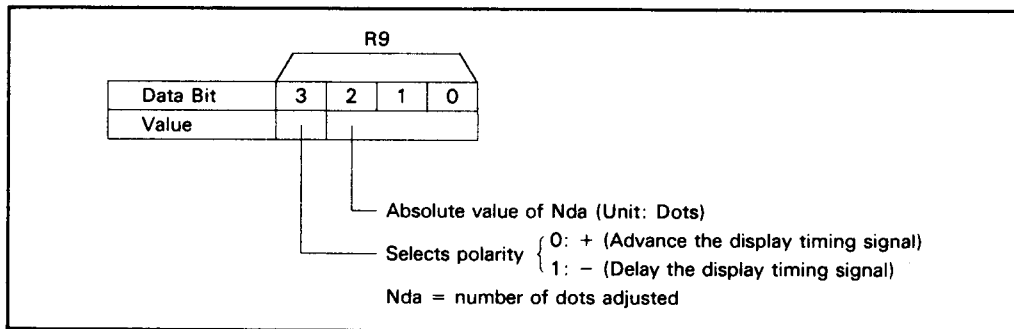 R9
Data Bit 3 2 1 0
Value
Absolute value of Nda (Unit: Dots)
Selects polarity { 0: + (Advance the display timing signal)
1: − (Delay the display timing signal)
Nda = number of dots adjusted